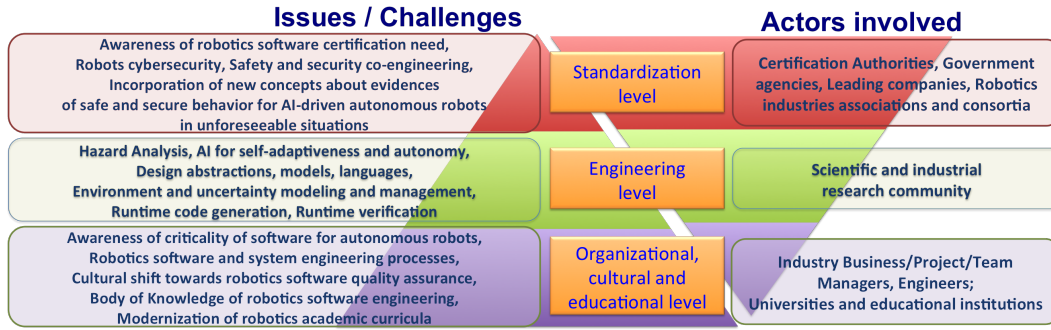 Issues / Challenges
Actors involved
Awareness of robotics software certification need,
Robots cybersecurity, Safety and security co-engineering,
Incorporation of new concepts about evidences
of safe and secure behavior for AI-driven autonomous robots
in unforeseeable situations
Standardization
level
Certification Authorities, Government
agencies, Leading companies, Robotics
industries associations and consortia
Hazard Analysis, AI for self-adaptiveness and autonomy,
Design abstractions, models, languages,
Environment and uncertainty modeling and management,
Runtime code generation, Runtime verification
Engineering
level
Scientific and industrial
research community
Awareness of criticality of software for autonomous robots,
Robotics software and system engineering processes,
Cultural shift towards robotics software quality assurance,
Body of Knowledge of robotics software engineering,
Modernization of robotics academic curricula
Organizational,
cultural and
educational level
Industry Business/Project/Team
Managers, Engineers;
Universities and educational institutions